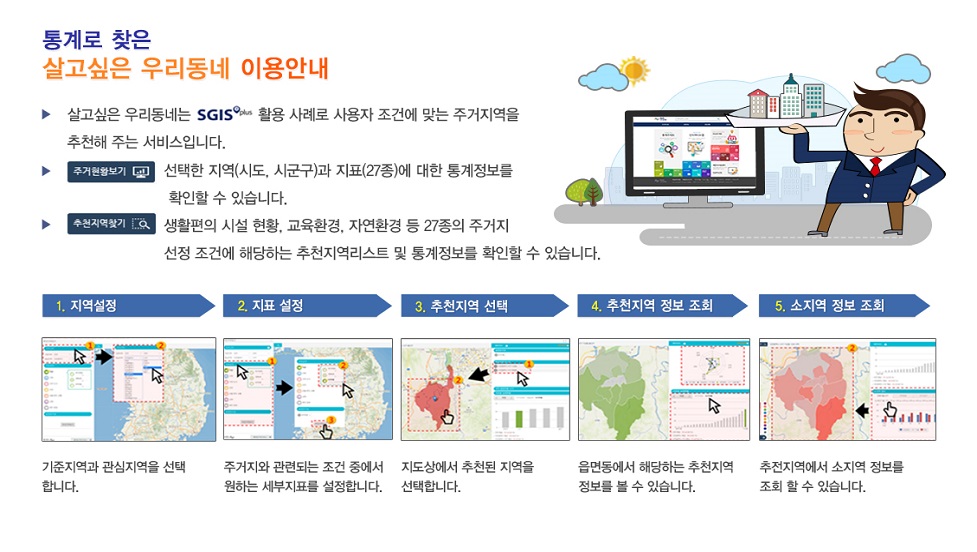 통계로 찾은
살고싶은 우리동네 이용안내
살고싶은 우리동네는 SGIS plus 활용 사례로 사용자 조건에 맞는 주거지역을
추천해 주는 서비스입니다.
주거현황보기 선택한 지역(시도, 시군구)과 지표(27종)에 대한 통계정보를
확인할 수 있습니다.
추천지역찾기 생활편의 시설 현황, 교육환경, 자연환경 등 27종의 주거지
선정 조건에 해당하는 추천지역리스트 및 통계정보를 확인할 수 있습니다.
1. 지역설정
2. 지표 설정
3. 추천지역 선택
4. 추천지역 정보 조회
5. 소지역 정보 조회
1 2
1 2 3
1 2
2
기준지역과 관심지역을 선택
합니다.
주거지와 관련되는 조건 중에서
원하는 세부지표를 설정합니다.
지도상에서 추천된 지역을
선택합니다.
읍면동에서 해당하는 추천지역
정보를 볼 수 있습니다.
추전지역에서 소지역 정보를
조회 할 수 있습니다.